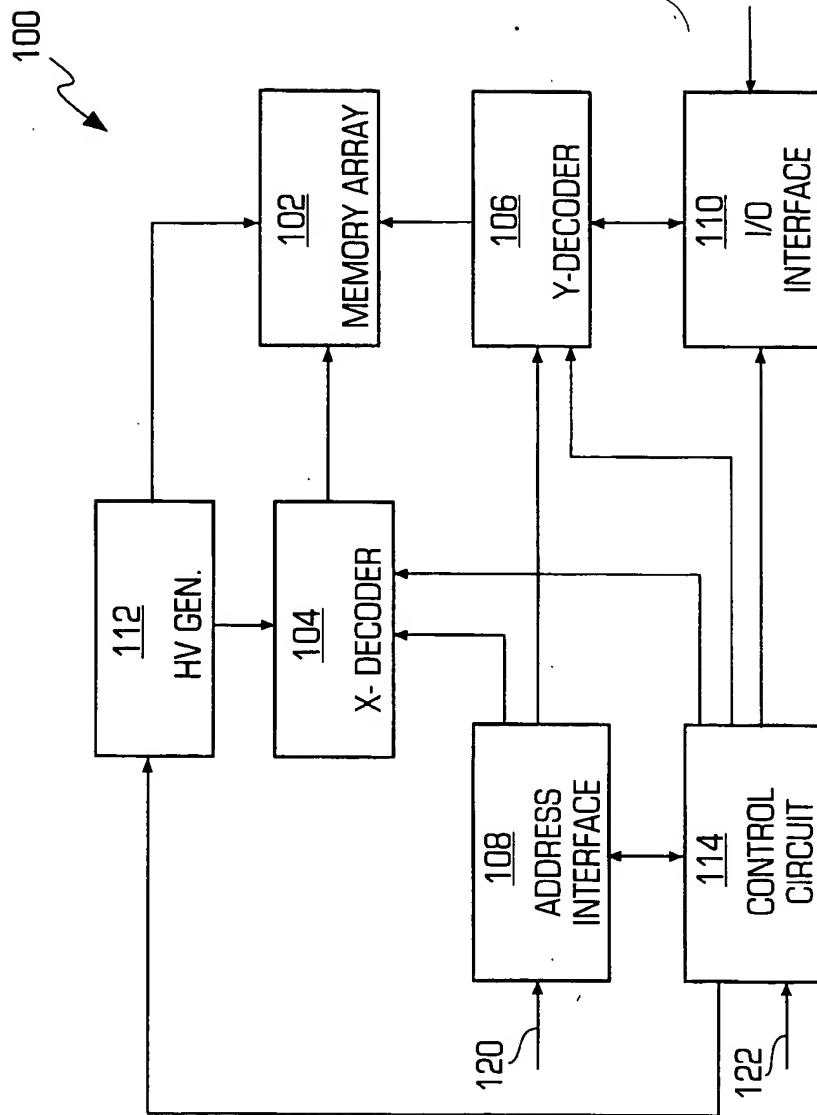 100
112
HV GEN.
102
MEMORY ARRAY
104
X- DECODER
106
Y-DECODER
108
ADDRESS
INTERFACE
110
I/O
INTERFACE
114
CONTROL
CIRCUIT
120
122